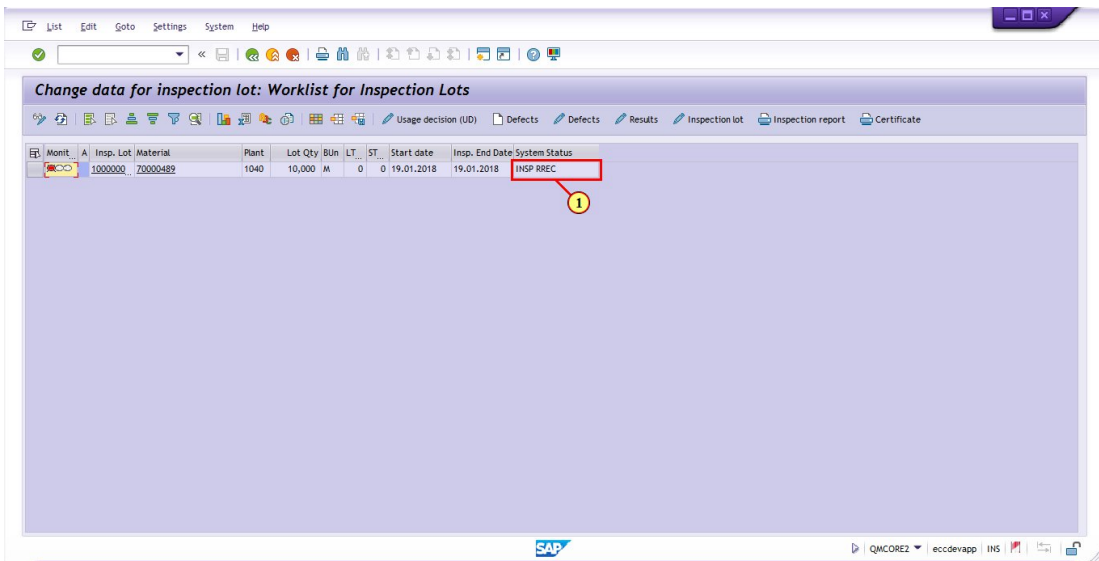 List Edit Goto Settings System Help
Change data for inspection lot: Worklist for Inspection Lots
Usage decision (UD) Defects Defects Results Inspection lot Inspection report Certificate
Monit... A Insp. Lot Material Plant Lot Qty BUn LT... ST... Start date Insp. End Date System Status
1000000... 70000489 1040 10,000 M 0 0 19.01.2018 19.01.2018 INSP RREC
1
SAP QMCORE2 eccdevapp INS